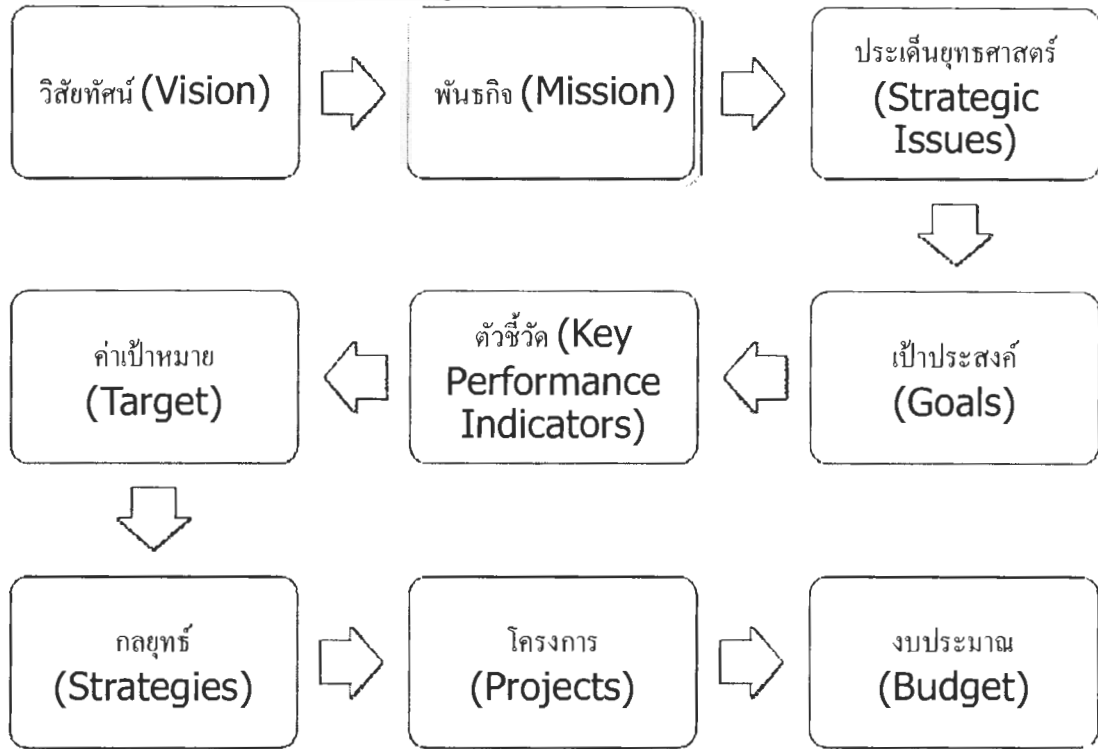 วิสัยทัศน์ (Vision)
พันธกิจ (Mission)
ประเด็นยุทธศาสตร์
(Strategic
Issues)
เป้าประสงค์
(Goals)
ตัวชี้วัด (Key
Performance
Indicators)
ค่าเป้าหมาย
(Target)
กลยุทธ์
(Strategies)
โครงการ
(Projects)
งบประมาณ
(Budget)